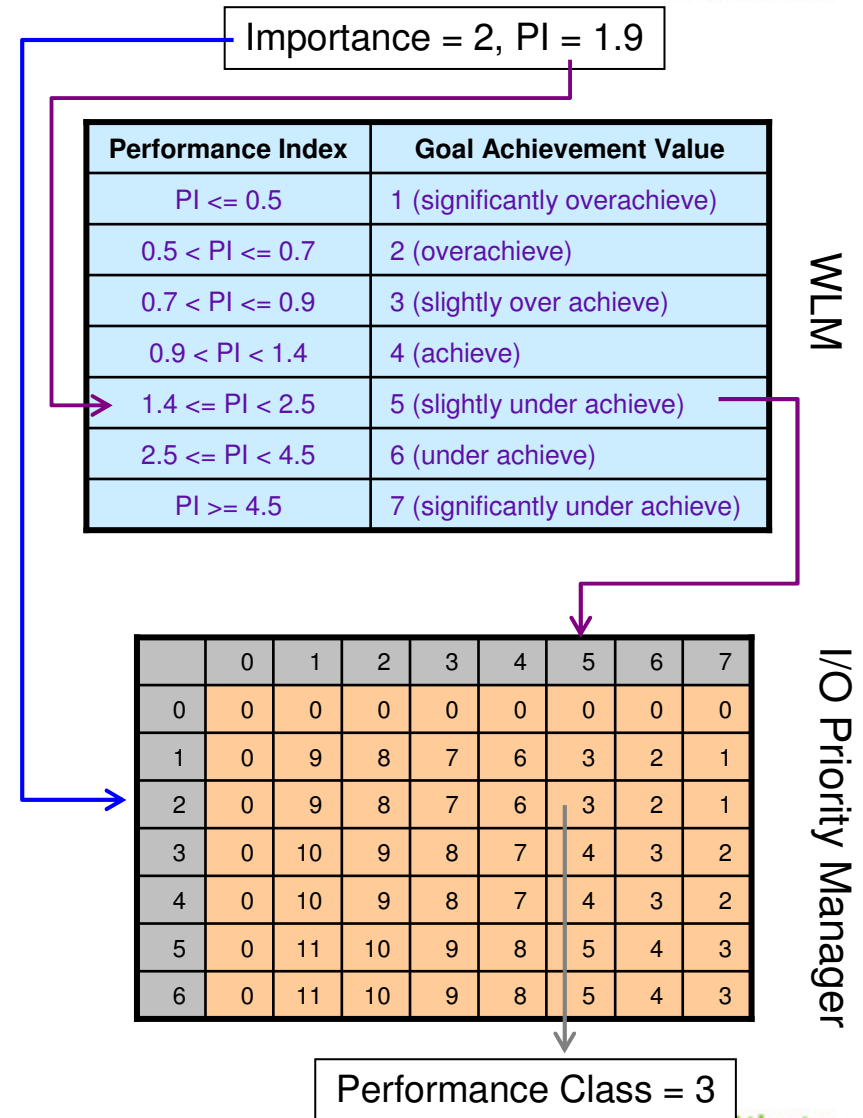 Importance = 2, PI = 1.9
Performance Index Goal Achievement Value
PI <= 0.5 1 (significantly overachieve)
0.5 < PI <= 0.7 2 (overachieve)
0.7 < PI <= 0.9 3 (slightly over achieve)
0.9 < PI < 1.4 4 (achieve)
1.4 <= PI < 2.5 5 (slightly under achieve)
2.5 <= PI < 4.5 6 (under achieve)
PI >= 4.5 7 (significantly under achieve)
WLM
0 1 2 3 4 5 6 7
0 0 0 0 0 0 0 0 0
1 0 9 8 7 6 3 2 1
2 0 9 8 7 6 3 2 1
3 0 10 9 8 7 4 3 2
4 0 10 9 8 7 4 3 2
5 0 11 10 9 8 5 4 3
6 0 11 10 9 8 5 4 3
I/O Priority Manager
Performance Class = 3